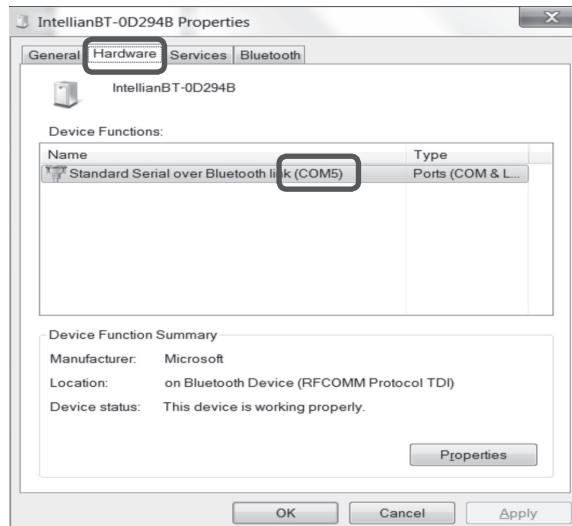 IntellianBT-0D294B Properties
General Hardware Services Bluetooth
IntellianBT-0D294B
Device Functions:
Name Type
Standard Serial over Bluetooth link (COM5) Ports (COM & L...
Device Function Summary
Manufacturer: Microsoft
Location: on Bluetooth Device (RFCOMM Protocol TDI)
Device status: This device is working properly.
Properties
OK Cancel Apply